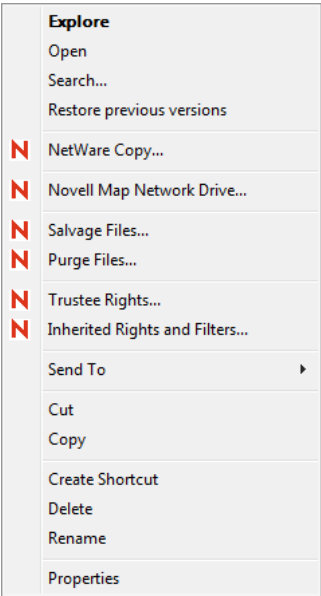 Explore
Open
Search...
Restore previous versions
NetWare Copy...
Novell Map Network Drive...
Salvage Files...
Purge Files...
Trustee Rights...
Inherited Rights and Filters...
Send To
Cut
Copy
Create Shortcut
Delete
Rename
Properties